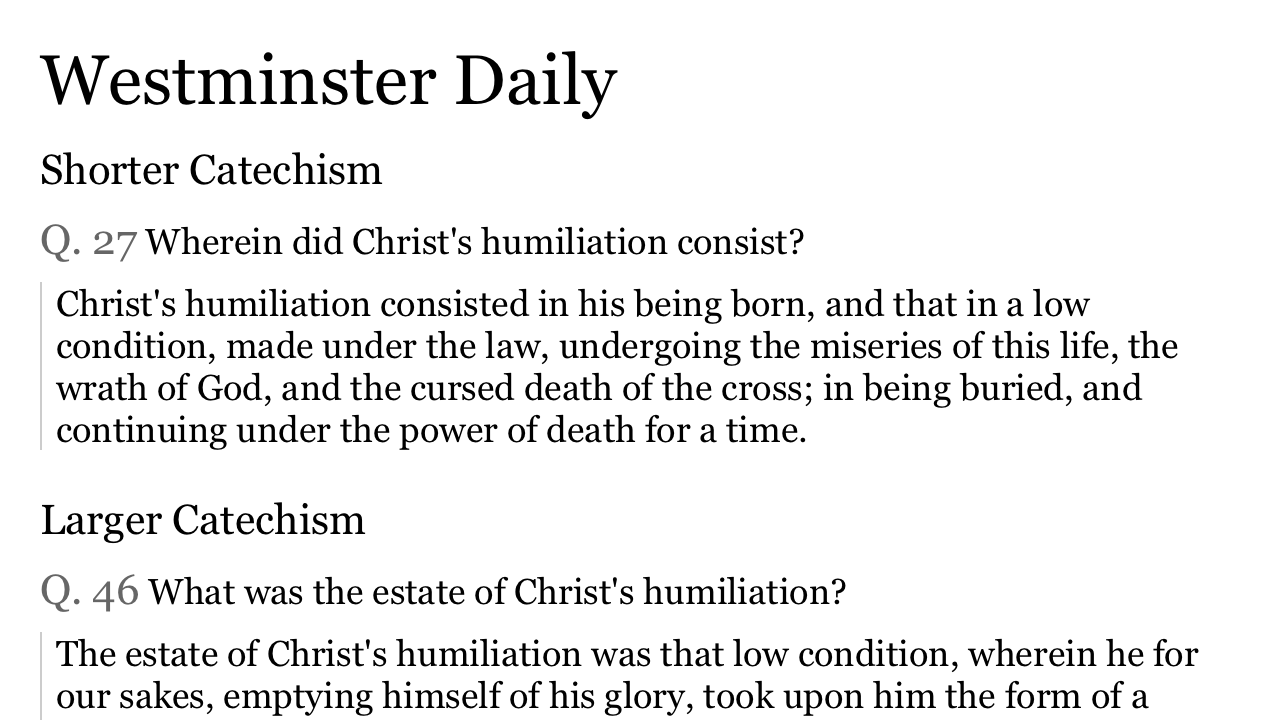 Westminster Daily
Shorter Catechism
Q. 27 Wherein did Christ's humiliation consist?
Christ's humiliation consisted in his being born, and that in a low
condition, made under the law, undergoing the miseries of this life, the
wrath of God, and the cursed death of the cross; in being buried, and
continuing under the power of death for a time.
Larger Catechism
Q. 46 What was the estate of Christ's humiliation?
The estate of Christ's humiliation was that low condition, wherein he for
our sakes, emptying himself of his glory, took upon him the form of a